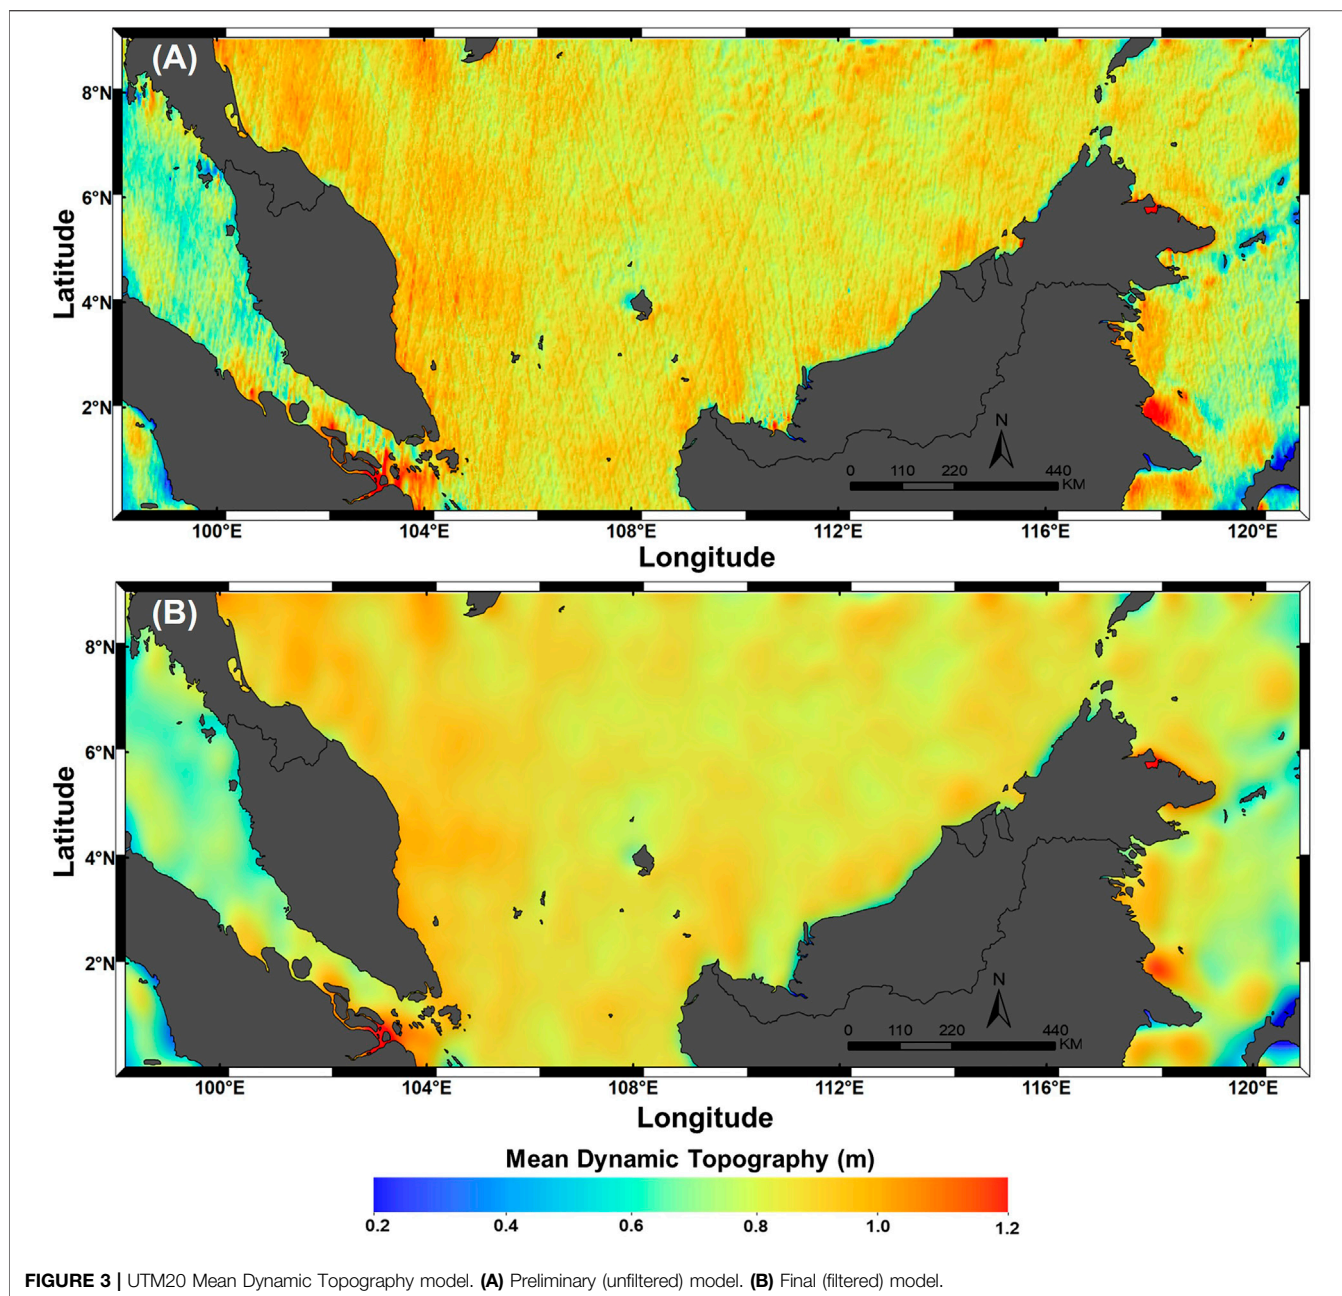 (A)
8°N
6°N
4°N
2°N
Latitude
N
0 110 220 440
KM
100°E 104°E 108°E 112°E 116°E 120°E
Longitude
(B)
8°N
6°N
4°N
2°N
Latitude
N
0 110 220 440
KM
100°E 104°E 108°E 112°E 116°E 120°E
Longitude
Mean Dynamic Topography (m)
0.2 0.4 0.6 0.8 1.0 1.2
FIGURE 3 | UTM20 Mean Dynamic Topography model. (A) Preliminary (unfiltered) model. (B) Final (filtered) model.